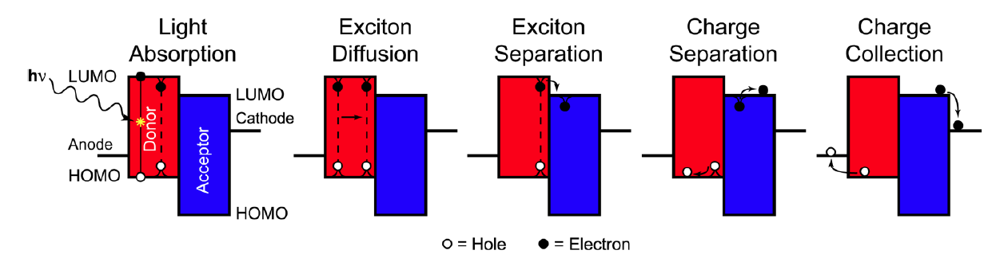 Light
Absorption
Exciton
Diffusion
Exciton
Separation
Charge
Separation
Charge
Collection
hν
LUMO
Donor
LUMO
Cathode
Anode
HOMO
Acceptor
HOMO
= Hole
= Electron